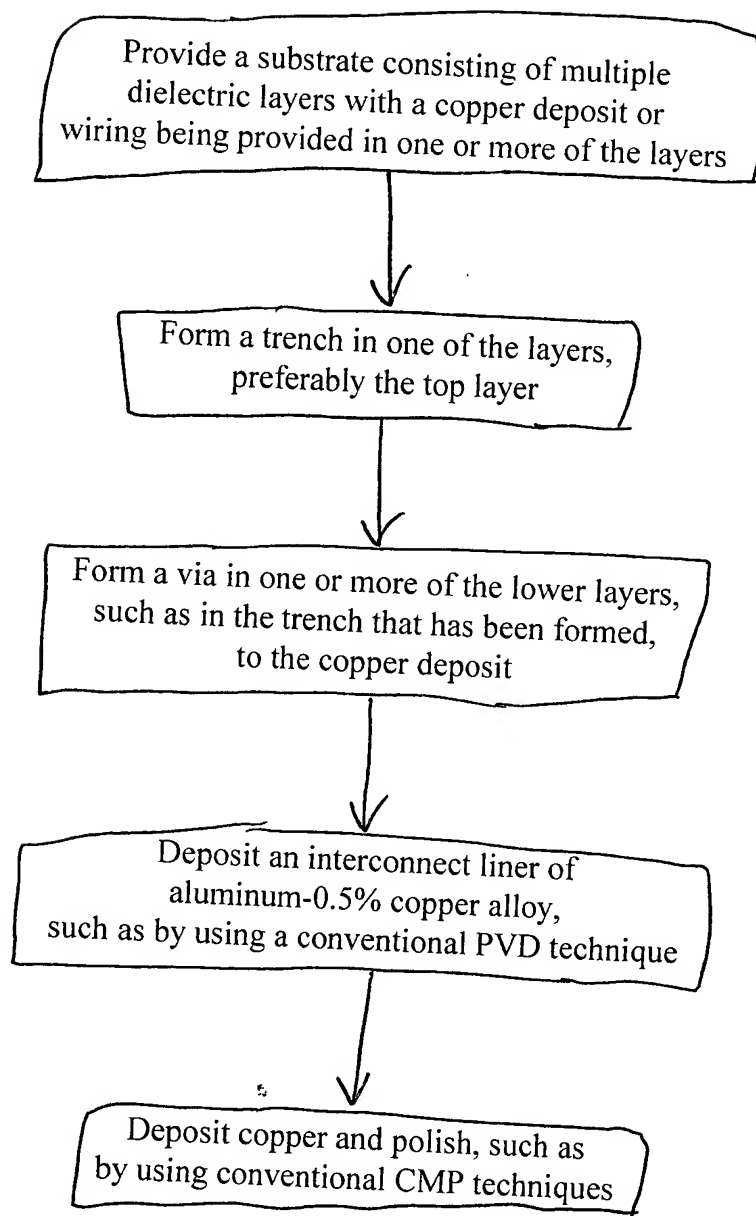 Provide a substrate consisting of multiple
dielectric layers with a copper deposit or
wiring being provided in one or more of the layers
Form a trench in one of the layers,
preferably the top layer
Form a via in one or more of the lower layers,
such as in the trench that has been formed,
to the copper deposit
Deposit an interconnect liner of
aluminum-0.5% copper alloy,
such as by using a conventional PVD technique
Deposit copper and polish, such as
by using conventional CMP techniques